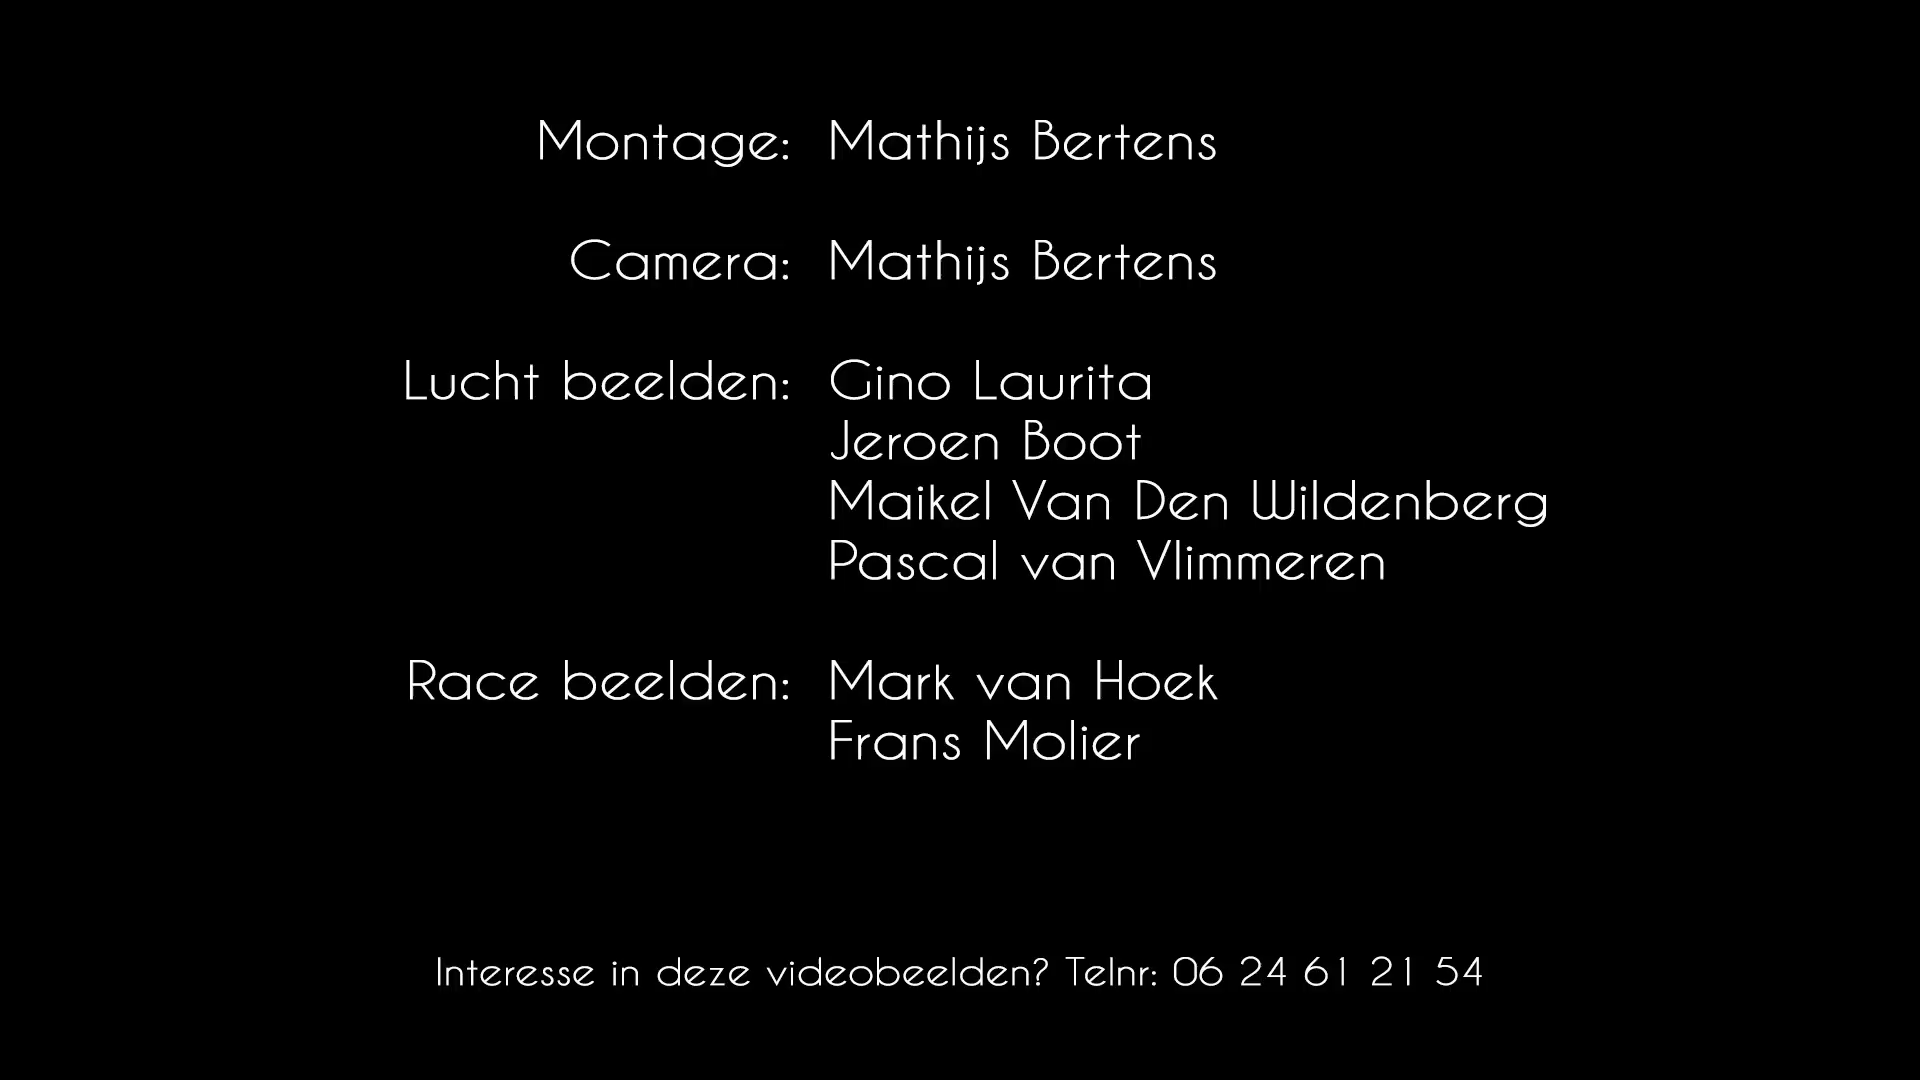 Montage: Mathijs Bertens
Camera: Mathijs Bertens
Lucht beelden: Gino Laurita
Jeroen Boot
Maikel Van Den Wildenberg
Pascal van Vlimmeren
Race beelden: Mark van Hoek
Frans Molier
Interesse in deze videobeelden? Telnr: 06 24 61 21 54